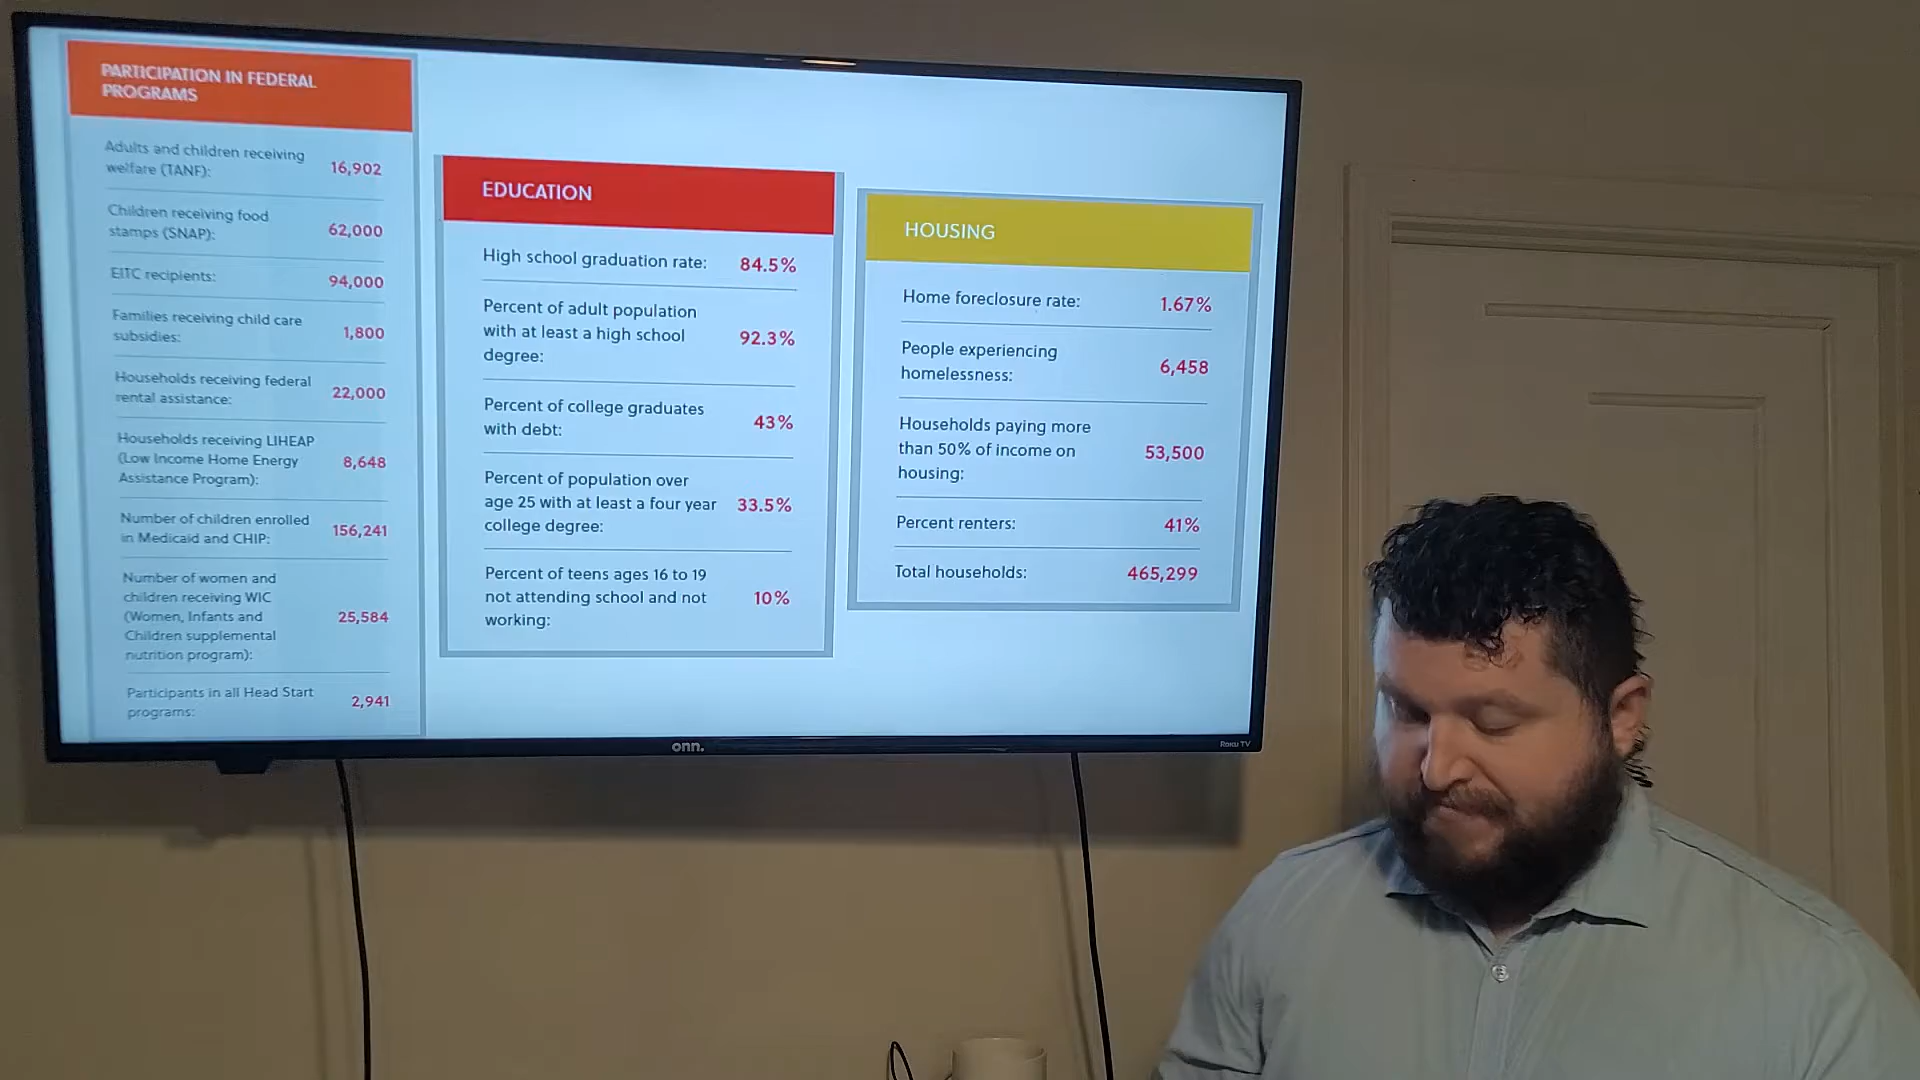 PARTICIPATION IN FEDERAL
PROGRAMS
Adults and children receiving
welfare (TANF):
16,902
Children receiving food
stamps (SNAP):
62,000
EITC recipients:
94,000
Families receiving child care
subsidies:
1,800
Households receiving federal
rental assistance:
22,000
Households receiving LIHEAP
(Low Income Home Energy
Assistance Program):
8,648
Number of children enrolled
in Medicaid and CHIP:
156,241
Number of women and
children receiving WIC
(Women, Infants and
Children supplemental
nutrition program):
25,584
Participants in all Head Start
programs:
2,941
EDUCATION
High school graduation rate:
84.5%
Percent of adult population
with at least a high school
degree:
92.3%
Percent of college graduates
with debt:
43%
Percent of population over
age 25 with at least a four year
college degree:
33.5%
Percent of teens ages 16 to 19
not attending school and not
working:
10%
HOUSING
Home foreclosure rate:
1.67%
People experiencing
homelessness:
6,458
Households paying more
than 50% of income on
housing:
53,500
Percent renters:
41%
Total households:
465,299
onn.
Roku TV